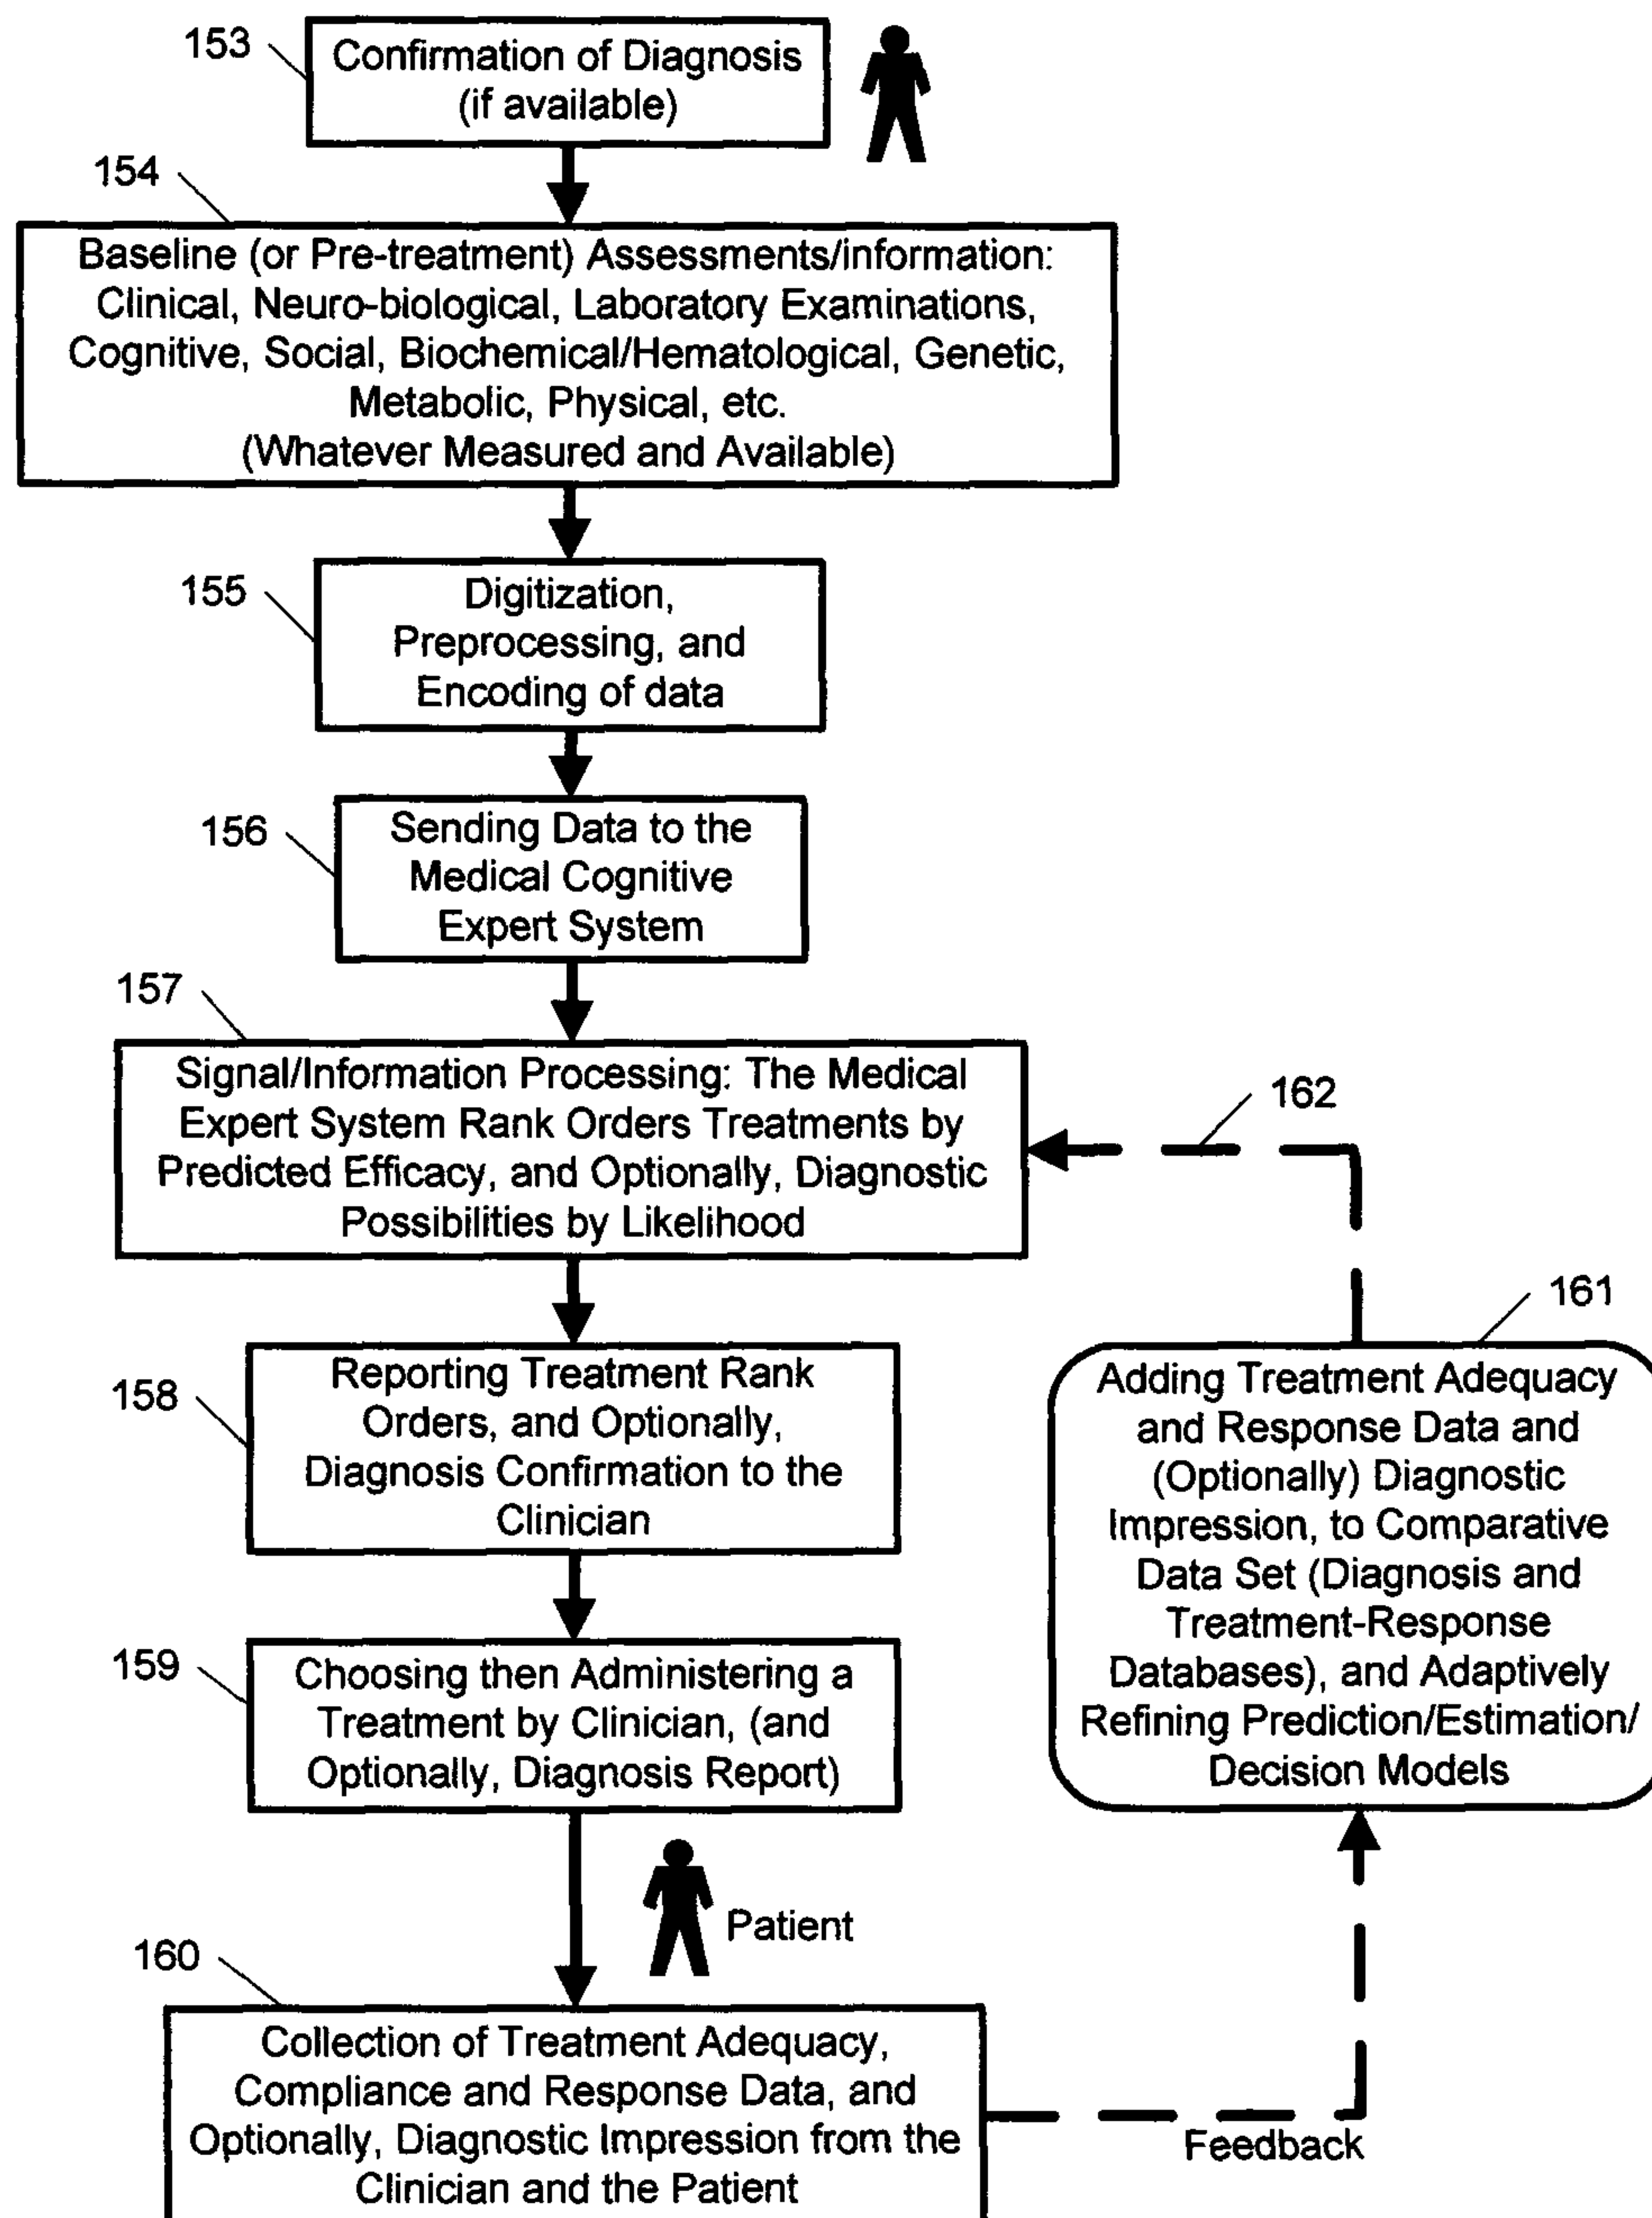 153
Confirmation of Diagnosis
(if available)
154
Baseline (or Pre-treatment) Assessments/information:
Clinical, Neuro-biological, Laboratory Examinations,
Cognitive, Social, Biochemical/Hematological, Genetic,
Metabolic, Physical, etc.
(Whatever Measured and Available)
155
Digitization,
Preprocessing, and
Encoding of data
156
Sending Data to the
Medical Cognitive
Expert System
157
Signal/Information Processing: The Medical
Expert System Rank Orders Treatments by
Predicted Efficacy, and Optionally, Diagnostic
Possibilities by Likelihood
162
158
Reporting Treatment Rank
Orders, and Optionally,
Diagnosis Confirmation to the
Clinician
161
Adding Treatment Adequacy
and Response Data and
(Optionally) Diagnostic
Impression, to Comparative
Data Set (Diagnosis and
Treatment-Response
Databases), and Adaptively
Refining Prediction/Estimation/
Decision Models
159
Choosing then Administering a
Treatment by Clinician, (and
Optionally, Diagnosis Report)
Patient
160
Collection of Treatment Adequacy,
Compliance and Response Data, and
Optionally, Diagnostic Impression from the
Clinician and the Patient
Feedback